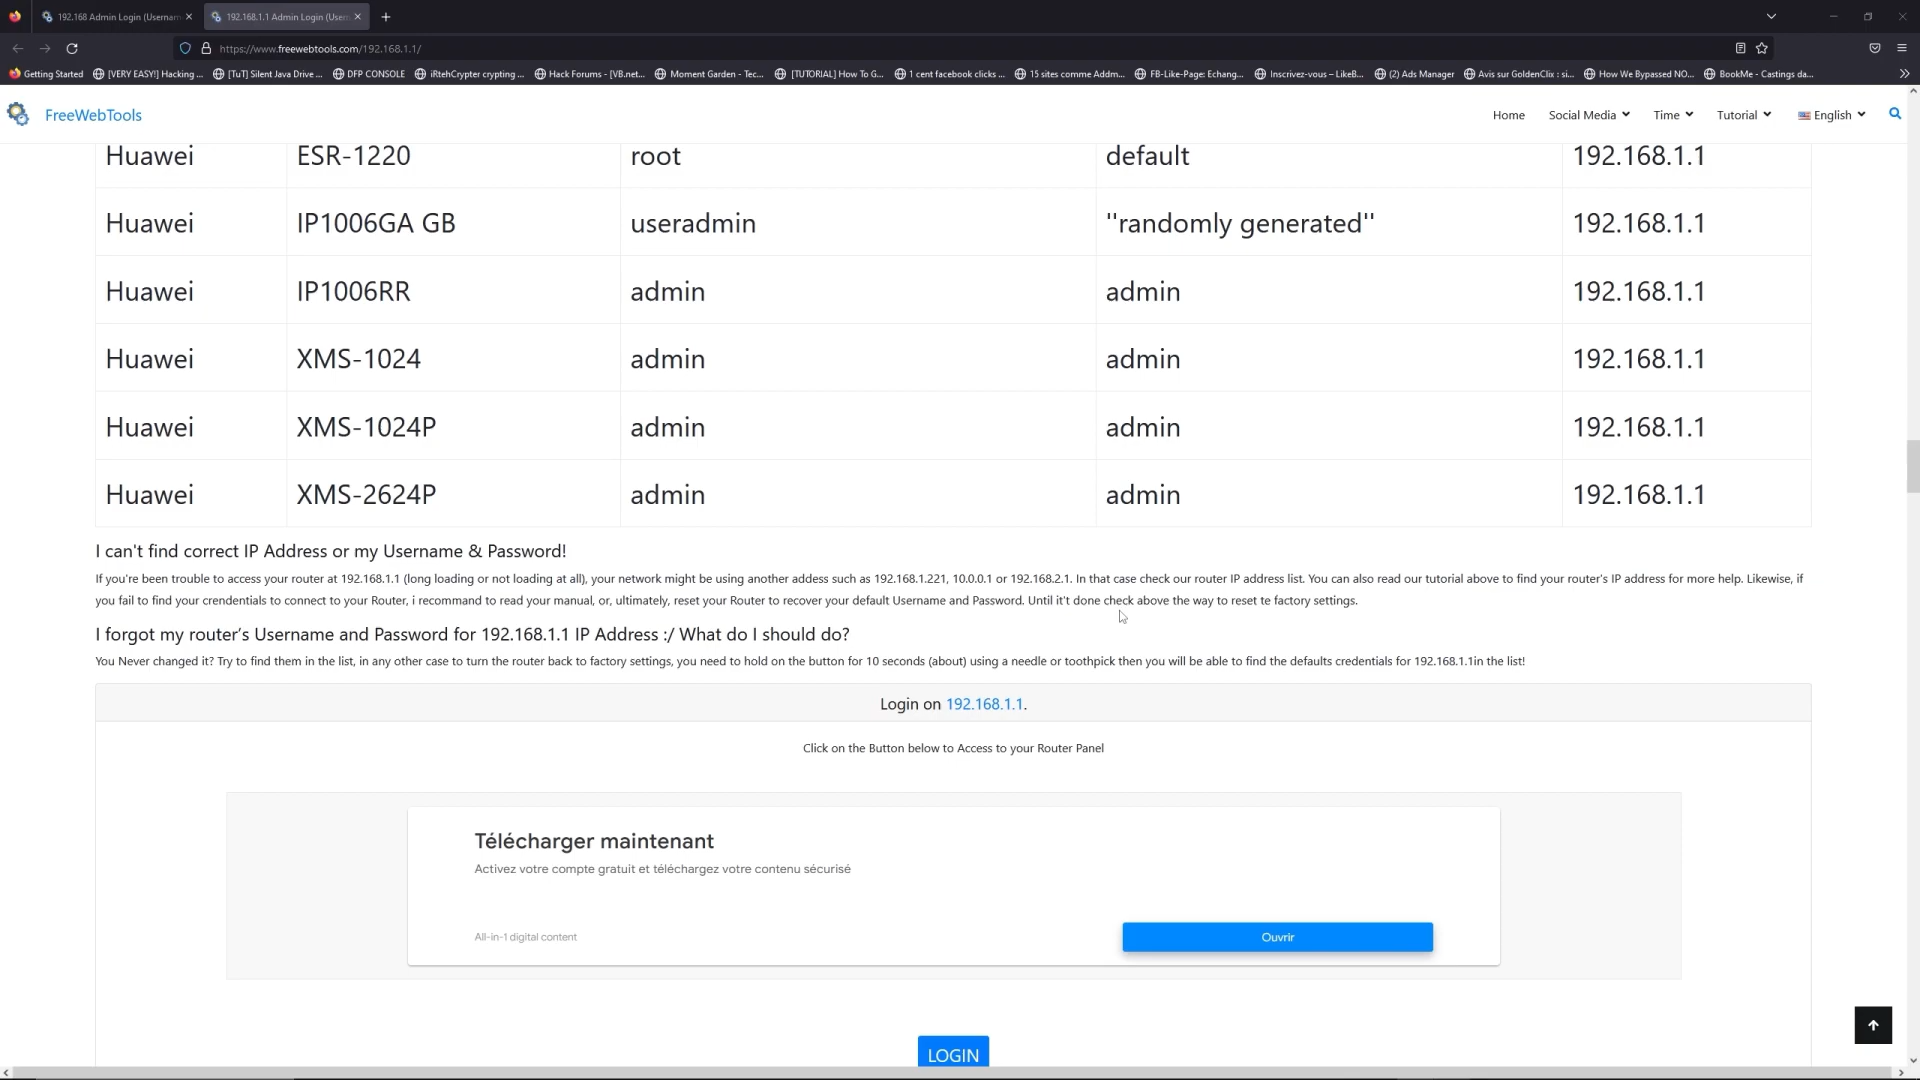 192.168 Admin Login (Usernam
192.168.1.1 Admin Login (User
https://www.freewebtools.com/192.168.1.1/
Getting Started
[VERY EASY!] Hacking ...
[TuT] Silent Java Drive ...
DFP CONSOLE
iRtehCrypter crypting ...
Hack Forums - [VB.net...
Moment Garden - Tec...
[TUTORIAL] How To G...
1 cent facebook clicks ...
15 sites comme Addm...
FB-Like-Page: Echang...
Inscrivez-vous – LikeB...
(2) Ads Manager
Avis sur GoldenClix : si...
How We Bypassed NO...
BookMe - Castings da...
FreeWebTools
Home
Social Media
Time
Tutorial
English
Huawei ESR-1220 root default 192.168.1.1
Huawei IP1006GA GB useradmin "randomly generated" 192.168.1.1
Huawei IP1006RR admin admin 192.168.1.1
Huawei XMS-1024 admin admin 192.168.1.1
Huawei XMS-1024P admin admin 192.168.1.1
Huawei XMS-2624P admin admin 192.168.1.1
I can't find correct IP Address or my Username & Password!
If you're been trouble to access your router at 192.168.1.1 (long loading or not loading at all), your network might be using another addess such as 192.168.1.221, 10.0.0.1 or 192.168.2.1. In that case check our router IP address list. You can also read our tutorial above to find your router's IP address for more help. Likewise, if
you fail to find your crendentials to connect to your Router, i recommand to read your manual, or, ultimately, reset your Router to recover your default Username and Password. Until it't done check above the way to reset te factory settings.
I forgot my router’s Username and Password for 192.168.1.1 IP Address :/ What do I should do?
You Never changed it? Try to find them in the list, in any other case to turn the router back to factory settings, you need to hold on the button for 10 seconds (about) using a needle or toothpick then you will be able to find the defaults credentials for 192.168.1.1in the list!
Login on 192.168.1.1.
Click on the Button below to Access to your Router Panel
Télécharger maintenant
Activez votre compte gratuit et téléchargez votre contenu sécurisé
All-in-1 digital content
Ouvrir
LOGIN